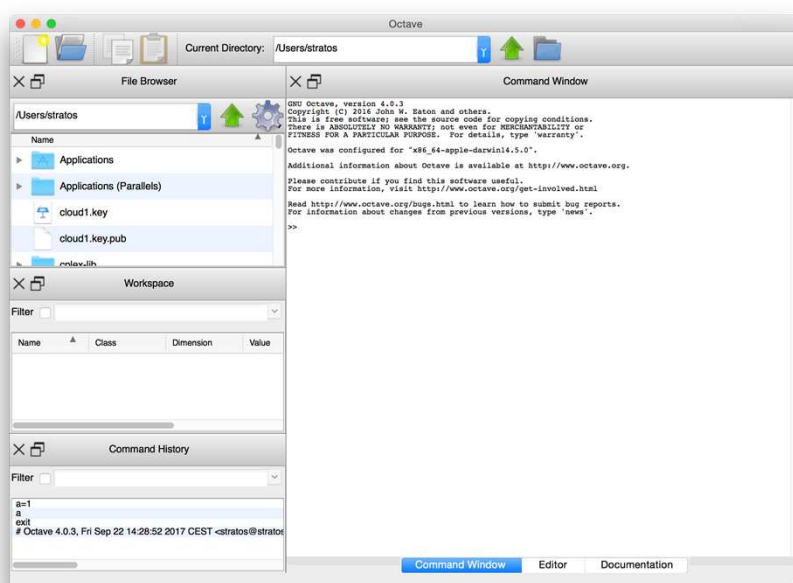 Octave
Current Directory: /Users/stratos
File Browser
/Users/stratos
Name
Applications
Applications (Parallels)
cloud1.key
cloud1.key.pub
cplex-lib
Workspace
Filter
Name Class Dimension Value
Command History
Filter
a=1
a
exit
# Octave 4.0.3, Fri Sep 22 14:28:52 2017 CEST <stratos@stratos
Command Window
GNU Octave, version 4.0.3
Copyright (C) 2016 John W. Eaton and others.
This is free software; see the source code for copying conditions.
There is ABSOLUTELY NO WARRANTY; not even for MERCHANTABILITY or
FITNESS FOR A PARTICULAR PURPOSE.  For details, type 'warranty'.
Octave was configured for "x86_64-apple-darwin14.5.0".
Additional information about Octave is available at http://www.octave.org.
Please contribute if you find this software useful.
For more information, visit http://www.octave.org/get-involved.html
Read http://www.octave.org/bugs.html to learn how to submit bug reports.
For information about changes from previous versions, type 'news'.
>>
Command Window Editor Documentation